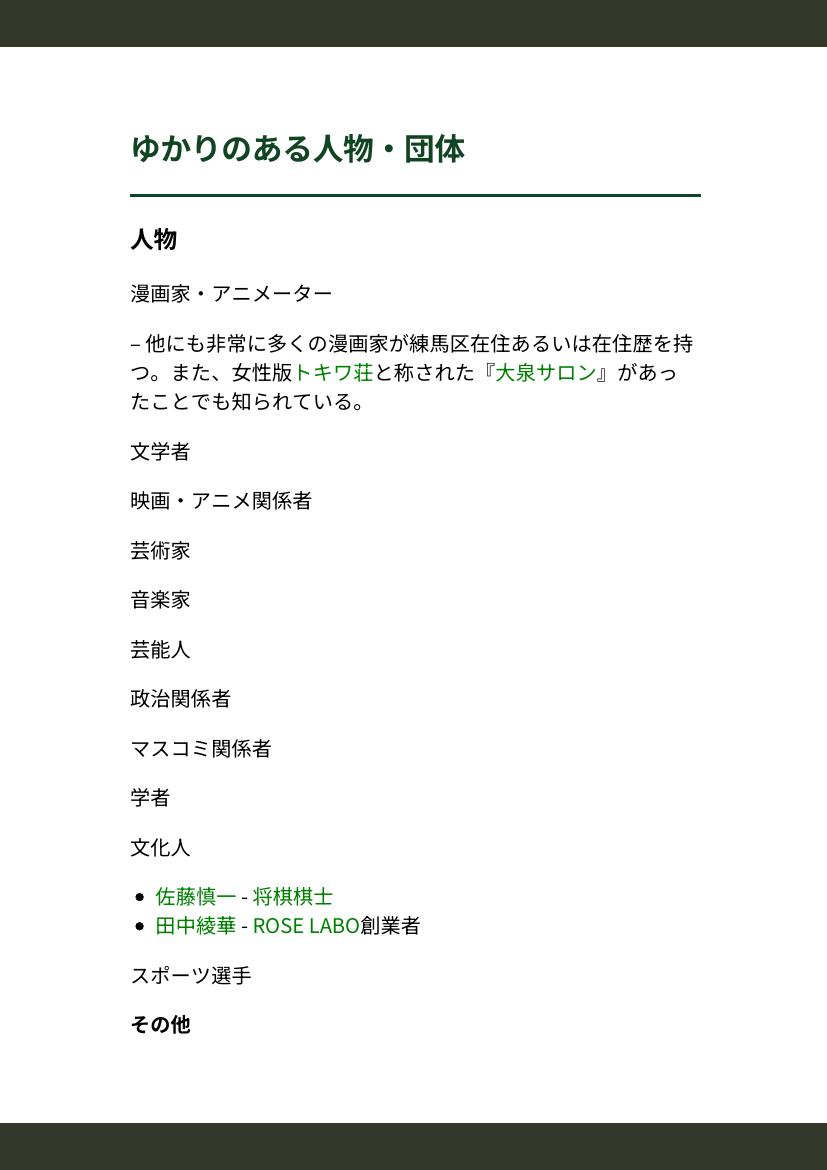 ゆかりのある人物・団体
人物
漫画家・アニメーター
– 他にも非常に多くの漫画家が練馬区在住あるいは在住歴を持
つ。また、女性版トキワ荘と称された『大泉サロン』があっ
たことでも知られている。
文学者
映画・アニメ関係者
芸術家
音楽家
芸能人
政治関係者
マスコミ関係者
学者
文化人
• 佐藤慎一 - 将棋棋士
• 田中綾華 - ROSE LABO創業者
スポーツ選手
その他